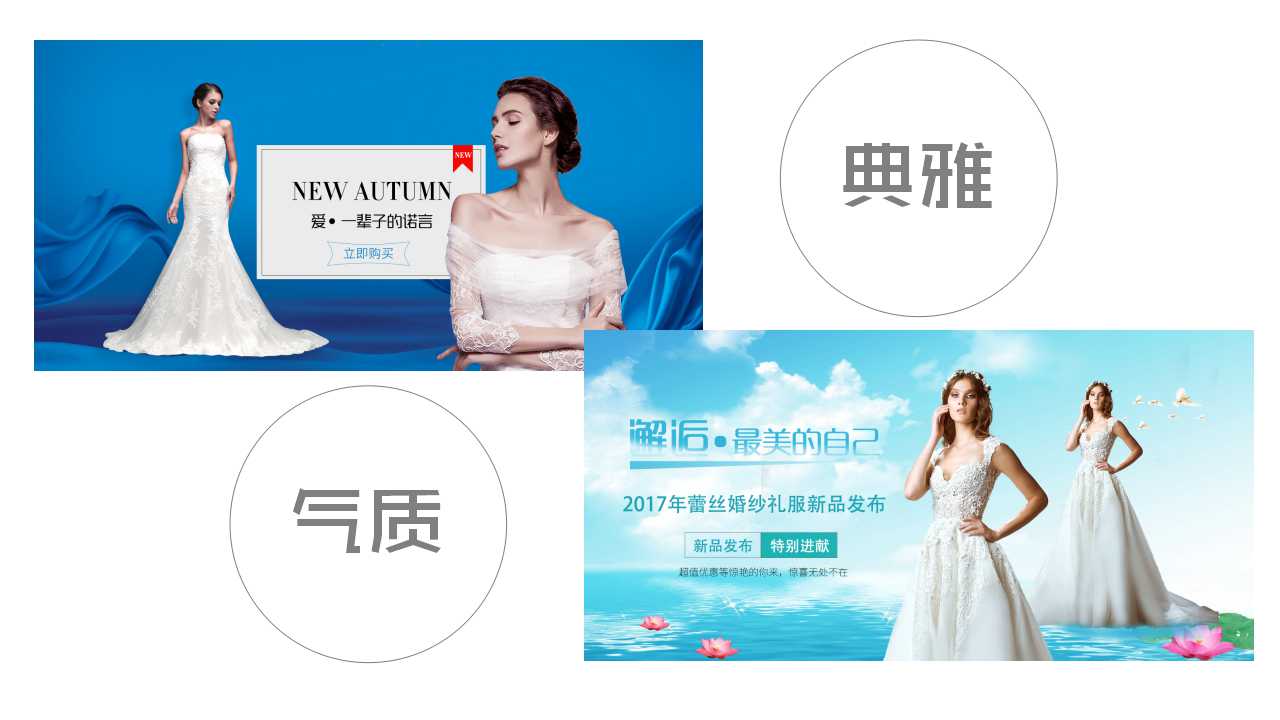 NEW
NEW AUTUMN
爱•一辈子的诺言
立即购买
典雅
气质
邂逅•最美的自己
2017年蕾丝婚纱礼服新品发布
新品发布 特别进献
超值优惠等惊艳的你来，惊喜无处不在